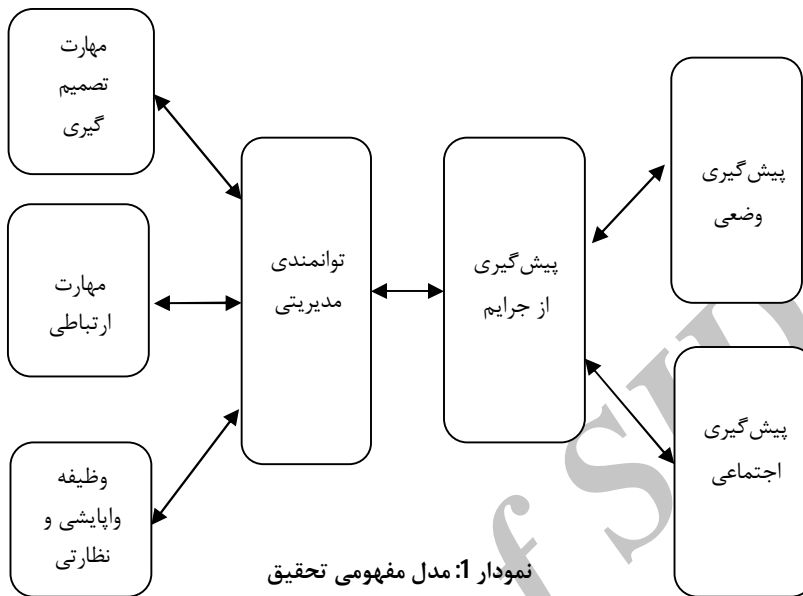 مهارت
تصمیم
گیری
مهارت
ارتباطی
وظیفه
واپایشی و
نظارتی
توانمندی
مدیریتی
پیش‌گیری
از جرایم
پیش‌گیری
وضعی
پیش‌گیری
اجتماعی
نمودار 1: مدل مفهومی تحقیق